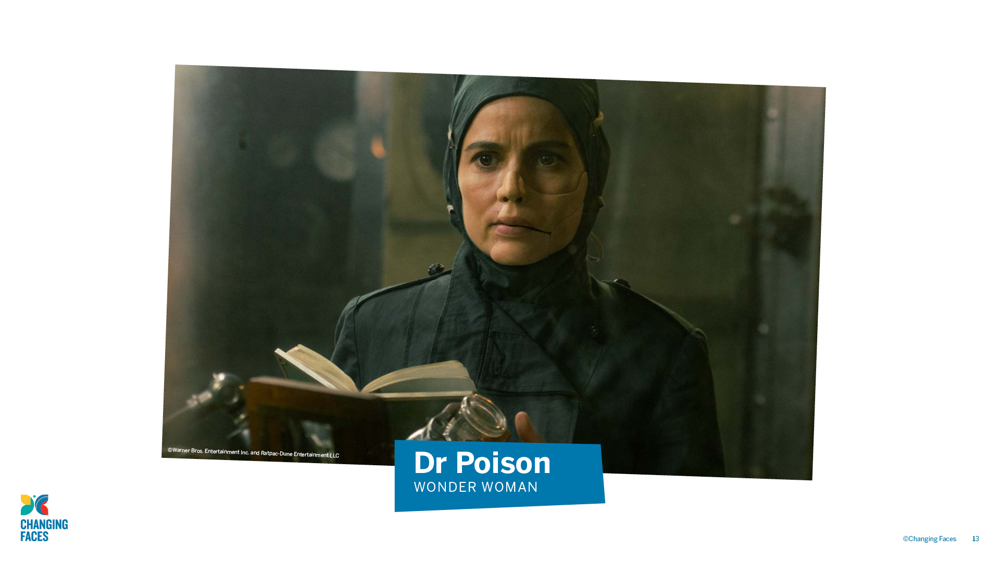 ©Warner Bros. Entertainment Inc. and Ratpac-Dune Entertainment LLC
Dr Poison
WONDER WOMAN
CHANGING
FACES
©Changing Faces
13